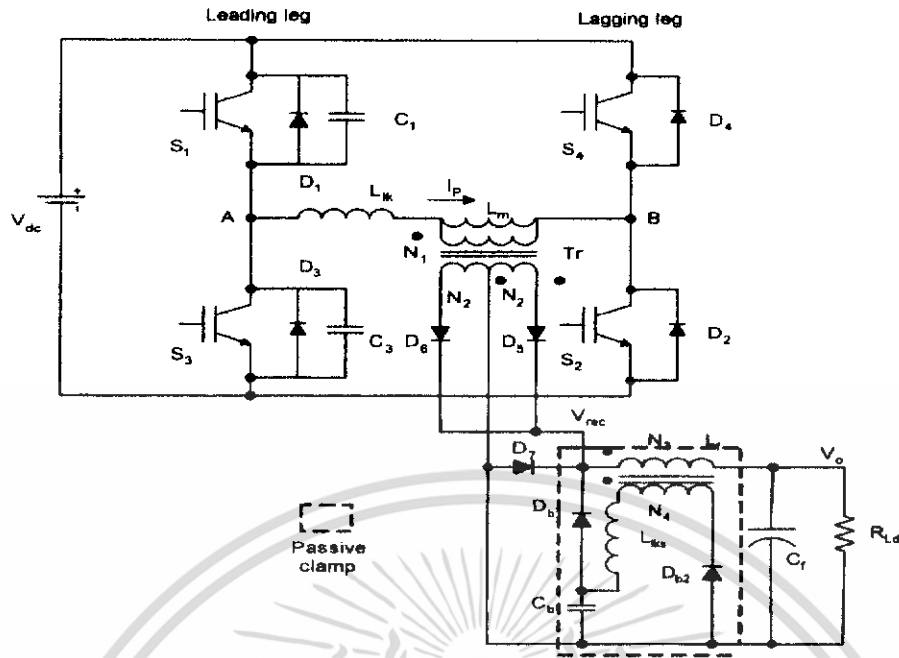 Leading leg
Lagging leg
S1
D1
C1
S4
D4
Vdc
A
Llk
IP
Lm
B
N1
Tr
D3
N2
N2
S3
C3
D6
D5
S2
D2
Vrec
D7
N3
Lf
Vo
Db
N4
Llks
Db2
Cb
Cf
RLd
Passive
clamp